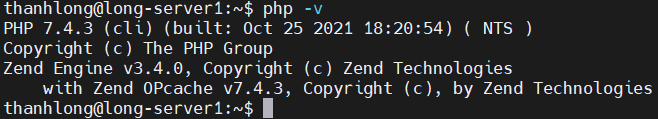 thanhlong@long-server1:~$ php -v
PHP 7.4.3 (cli) (built: Oct 25 2021 18:20:54) ( NTS )
Copyright (c) The PHP Group
Zend Engine v3.4.0, Copyright (c) Zend Technologies
    with Zend OPcache v7.4.3, Copyright (c), by Zend Technologies
thanhlong@long-server1:~$